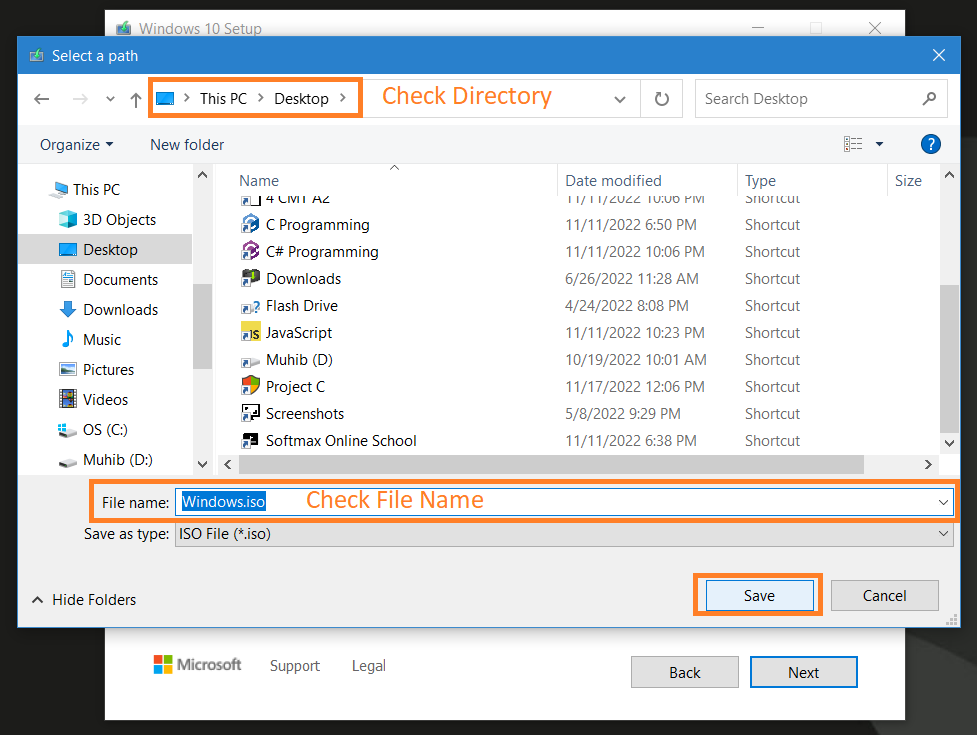 Windows 10 Setup
Select a path
This PC > Desktop > Check Directory
Search Desktop
Organize New folder
?
Name Date modified Type Size
4 CMT A2 11/11/2022 10:06 PM Shortcut
C Programming 11/11/2022 6:50 PM Shortcut
C# Programming 11/11/2022 10:06 PM Shortcut
Downloads 6/26/2022 11:28 AM Shortcut
Flash Drive 4/24/2022 8:08 PM Shortcut
JavaScript 11/11/2022 10:23 PM Shortcut
Muhib (D) 10/19/2022 10:01 AM Shortcut
Project C 11/17/2022 12:06 PM Shortcut
Screenshots 5/8/2022 9:29 PM Shortcut
Softmax Online School 11/11/2022 6:38 PM Shortcut
This PC
3D Objects
Desktop
Documents
Downloads
Music
Pictures
Videos
OS (C:)
Muhib (D:)
File name: Windows.iso Check File Name
Save as type: ISO File (*.iso)
Hide Folders
Save Cancel
Microsoft Support Legal
Back Next